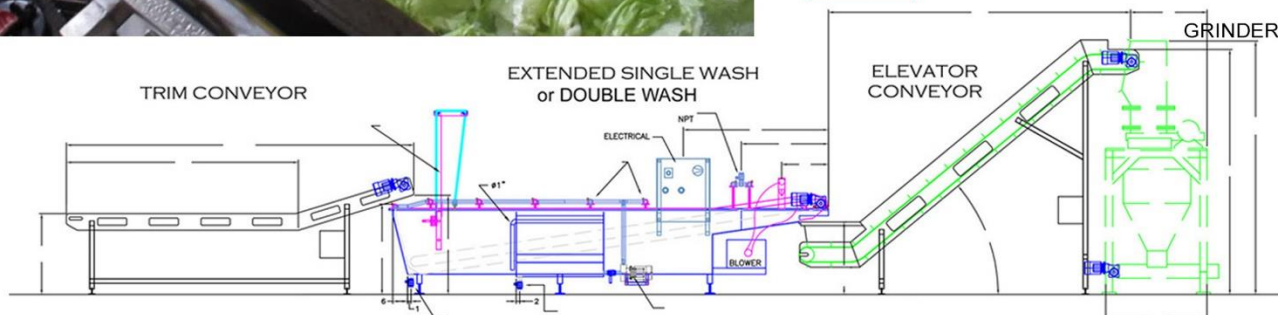 GRINDER
TRIM CONVEYOR
EXTENDED SINGLE WASH
or DOUBLE WASH
ELEVATOR
CONVEYOR
NPT
ELECTRICAL
ø1"
BLOWER
6
1
2